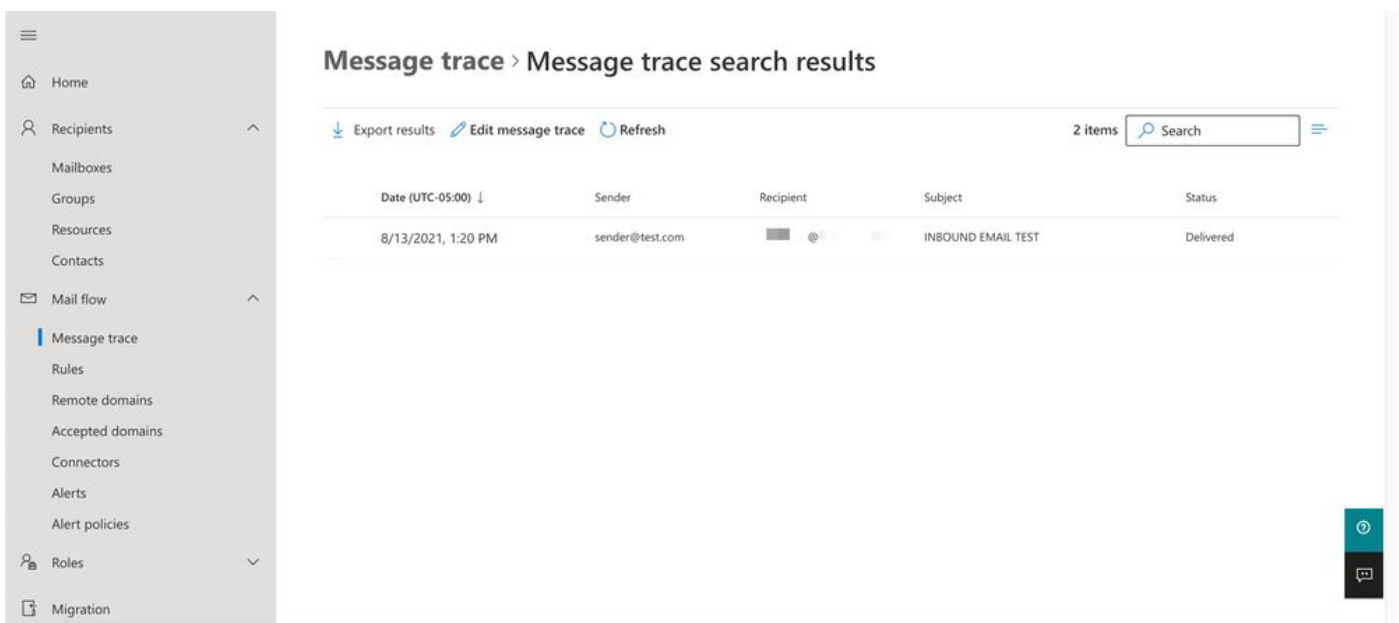 Message trace > Message trace search results
Home
Recipients
Mailboxes
Groups
Resources
Contacts
Mail flow
Message trace
Rules
Remote domains
Accepted domains
Connectors
Alerts
Alert policies
Roles
Migration
Export results Edit message trace Refresh 2 items Search
Date (UTC-05:00) ↓ Sender Recipient Subject Status
8/13/2021, 1:20 PM sender@test.com @ INBOUND EMAIL TEST Delivered